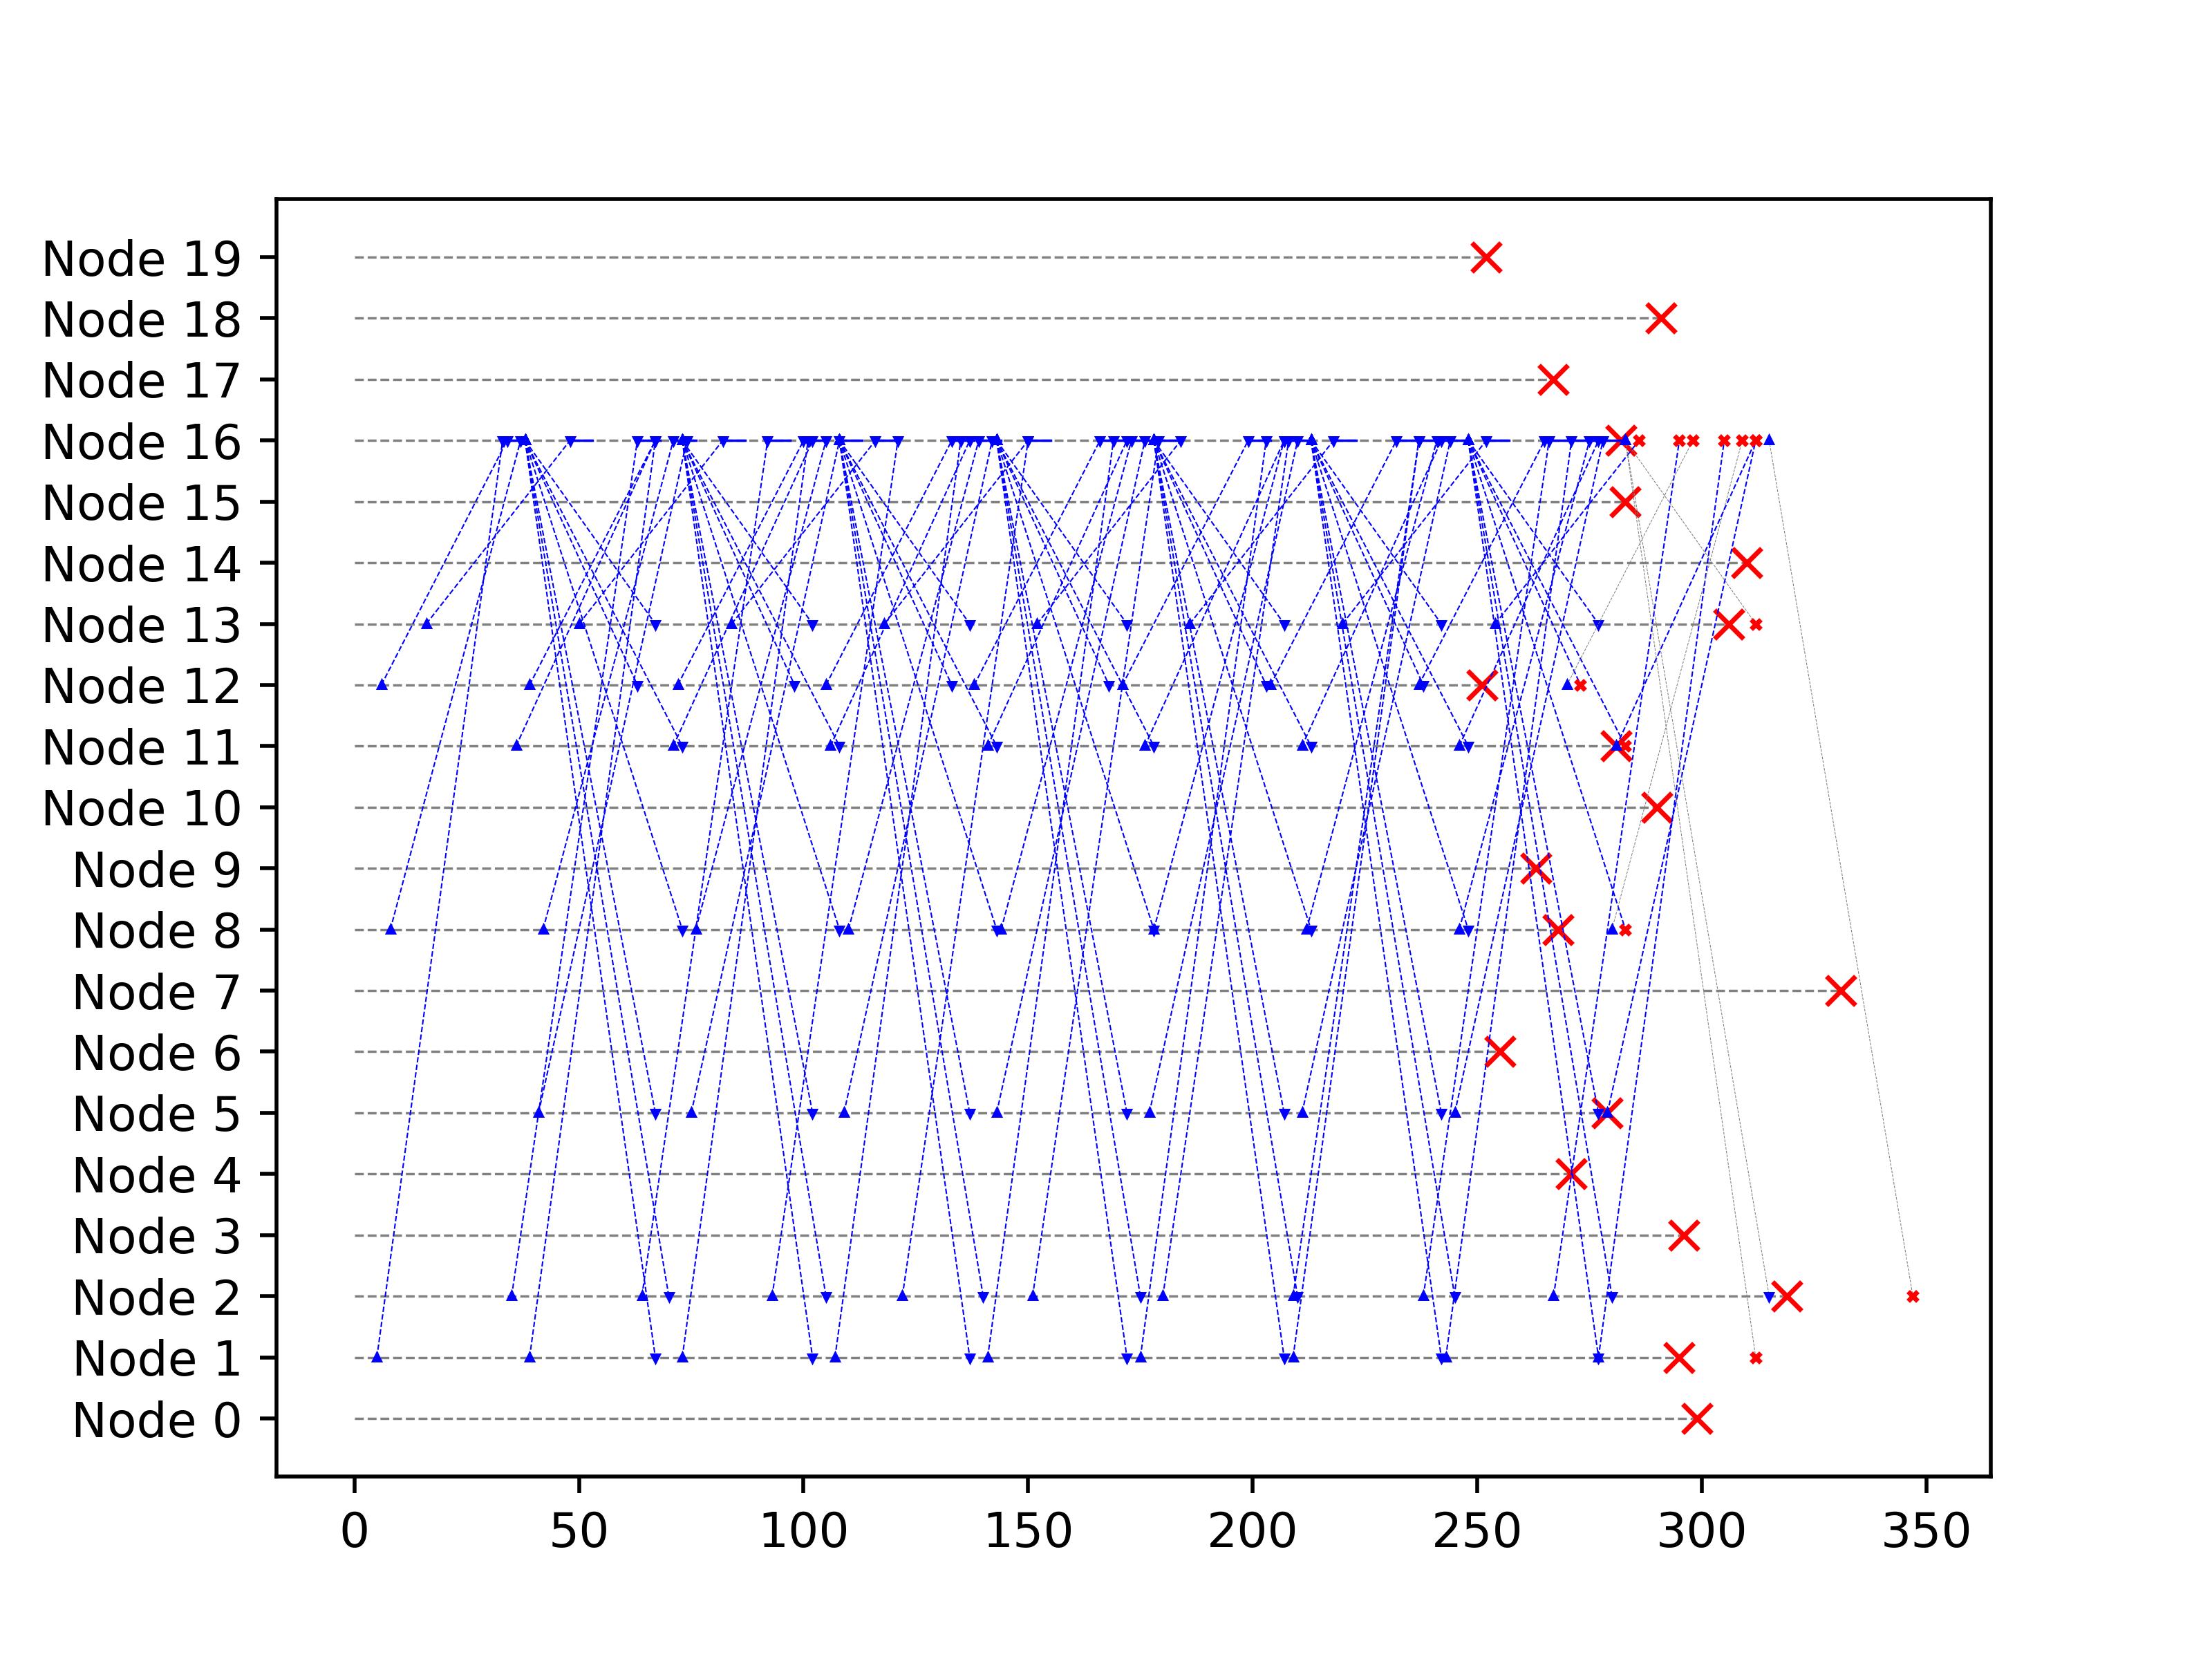 Node 19
Node 18
Node 17
Node 16
Node 15
Node 14
Node 13
Node 12
Node 11
Node 10
Node 9
Node 8
Node 7
Node 6
Node 5
Node 4
Node 3
Node 2
Node 1
Node 0
0 50 100 150 200 250 300 350